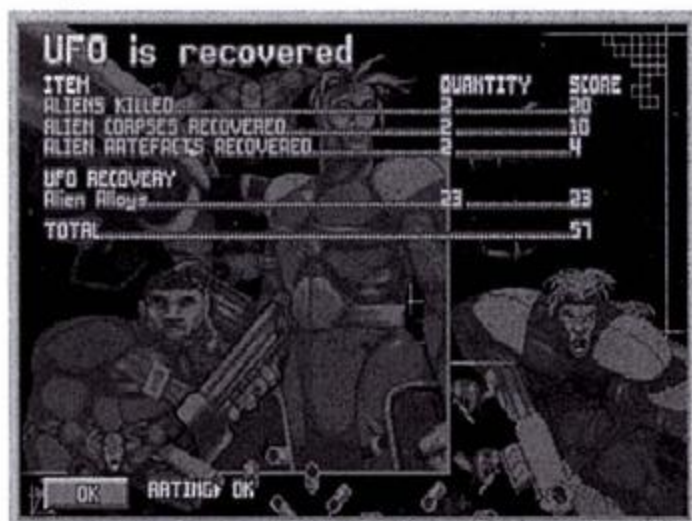 UFO is recovered
ITEM QUANTITY SCORE
ALIENS KILLED 2 20
ALIEN CORPSES RECOVERED 2 10
ALIEN ARTEFACTS RECOVERED 2 4
UFO RECOVERY
Alien Alloys 23 23
TOTAL 57
OK RATING> OK